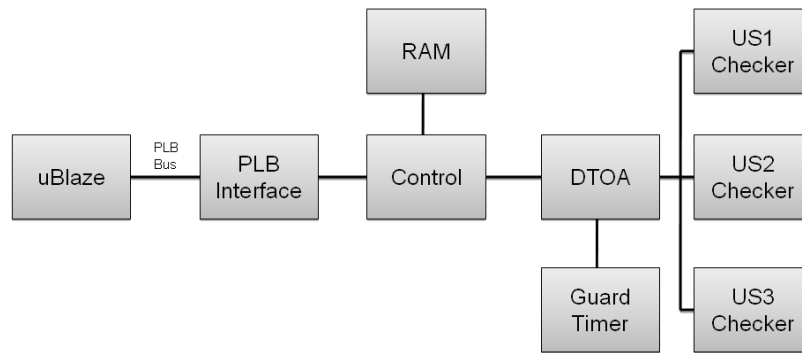 RAM
US1
Checker
uBlaze
PLB
Bus
PLB
Interface
Control
DTOA
US2
Checker
Guard
Timer
US3
Checker